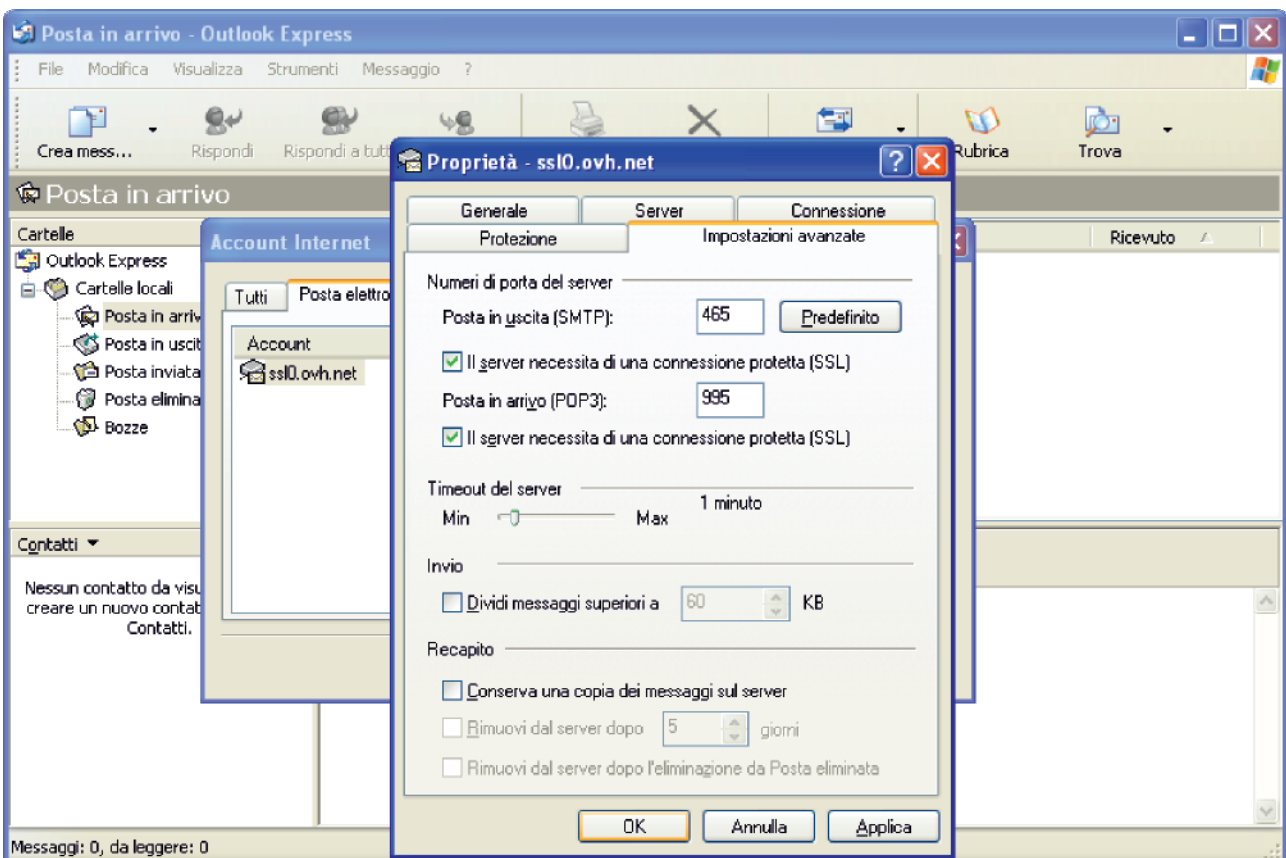 Posta in arrivo - Outlook Express
File Modifica Visualizza Strumenti Messaggio ?
Crea mess... Rispondi Rispondi a tutt Rubrica Trova
Posta in arrivo
Cartelle
Outlook Express
Cartelle locali
Posta in arriv
Posta in uscit
Posta inviata
Posta elimina
Bozze
Contatti
Nessun contatto da visu
creare un nuovo contat
Contatti.
Messaggi: 0, da leggere: 0
Ricevuto
Account Internet
Tutti Posta elettro
Account
ssl0.ovh.net
Proprietà - ssl0.ovh.net
Generale Server Connessione
Protezione Impostazioni avanzate
Numeri di porta del server
Posta in uscita (SMTP): 465 Predefinito
Il server necessita di una connessione protetta (SSL)
Posta in arrivo (POP3): 995
Il server necessita di una connessione protetta (SSL)
Timeout del server
Min Max 1 minuto
Invio
Dividi messaggi superiori a 60 KB
Recapito
Conserva una copia dei messaggi sul server
Rimuovi dal server dopo 5 giorni
Rimuovi dal server dopo l'eliminazione da Posta eliminata
OK Annulla Applica